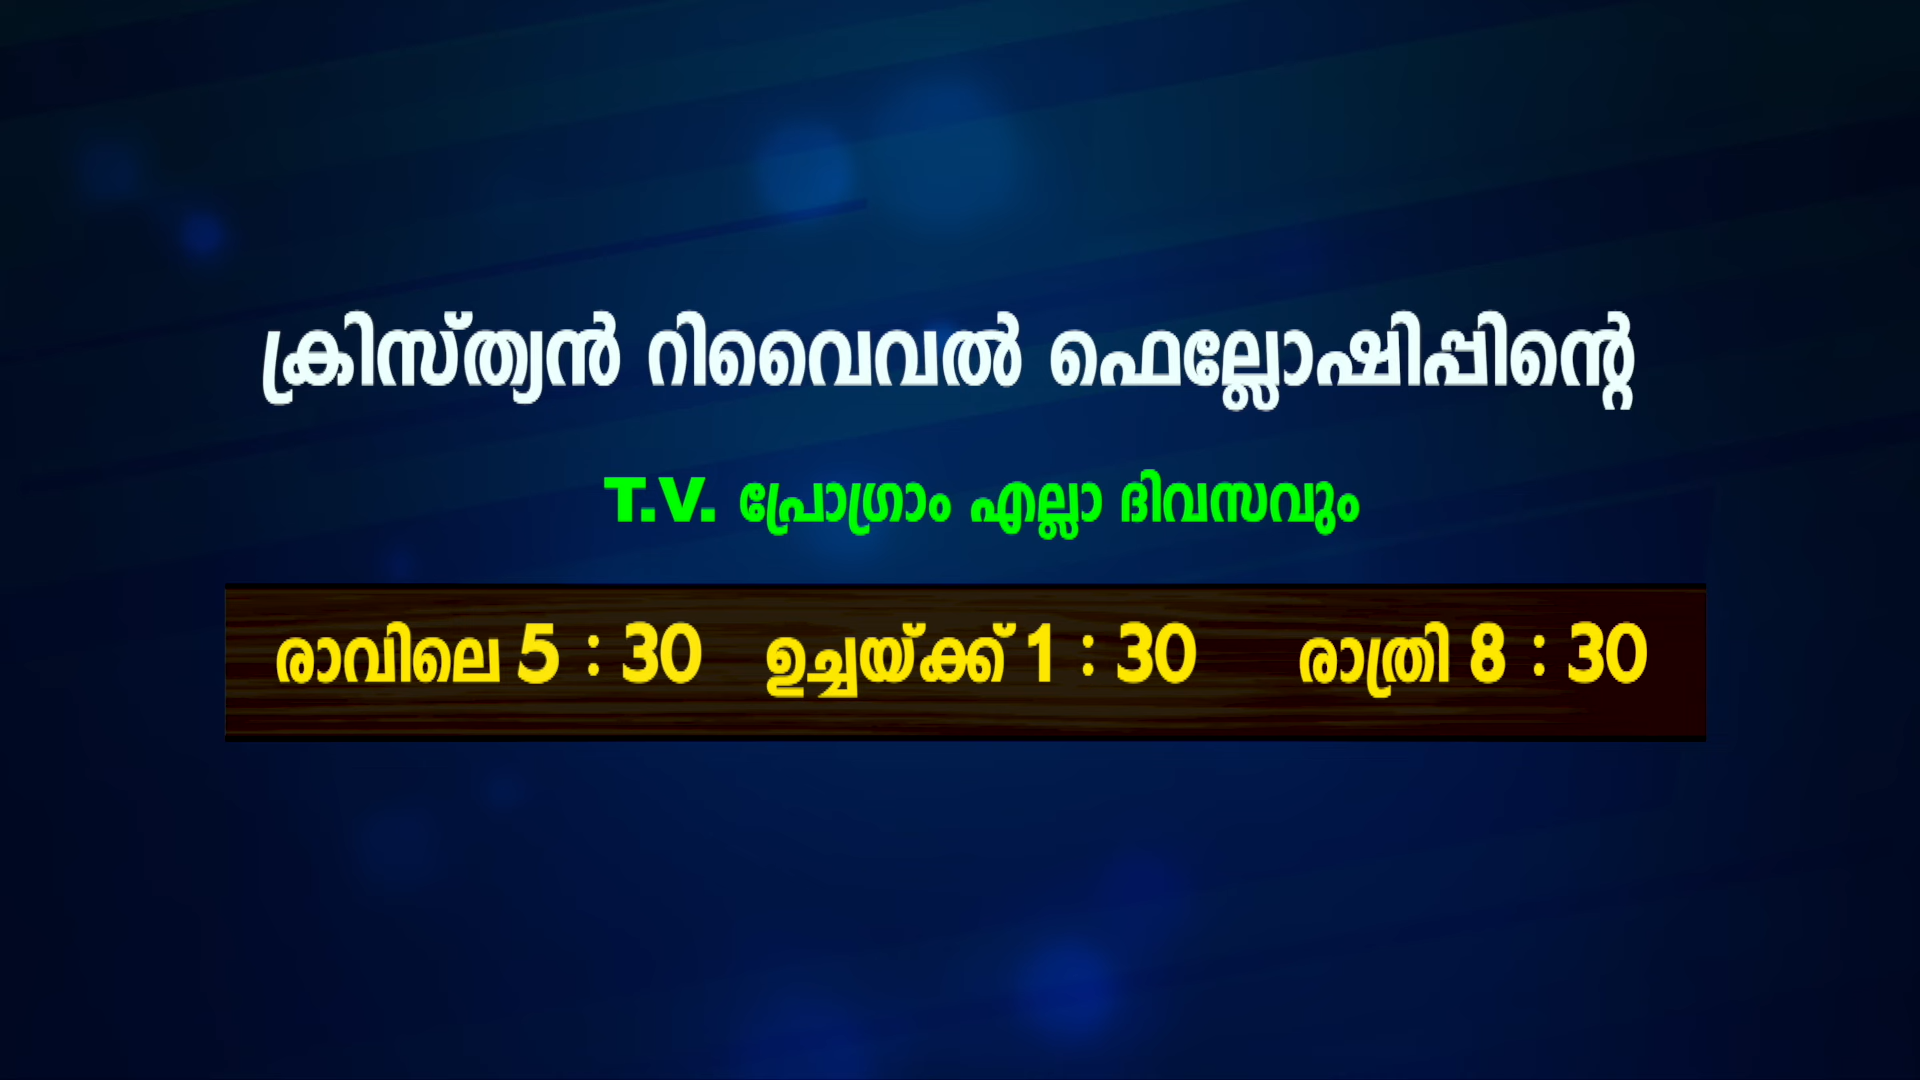 ക്രിസ്ത്യൻ റിവൈവൽ ഫെല്ലോഷിപ്പിന്റെ
T.V. പ്രോഗ്രാം എല്ലാ ദിവസവും
രാവിലെ 5 : 30 ഉച്ചയ്ക്ക് 1 : 30 രാത്രി 8 : 30